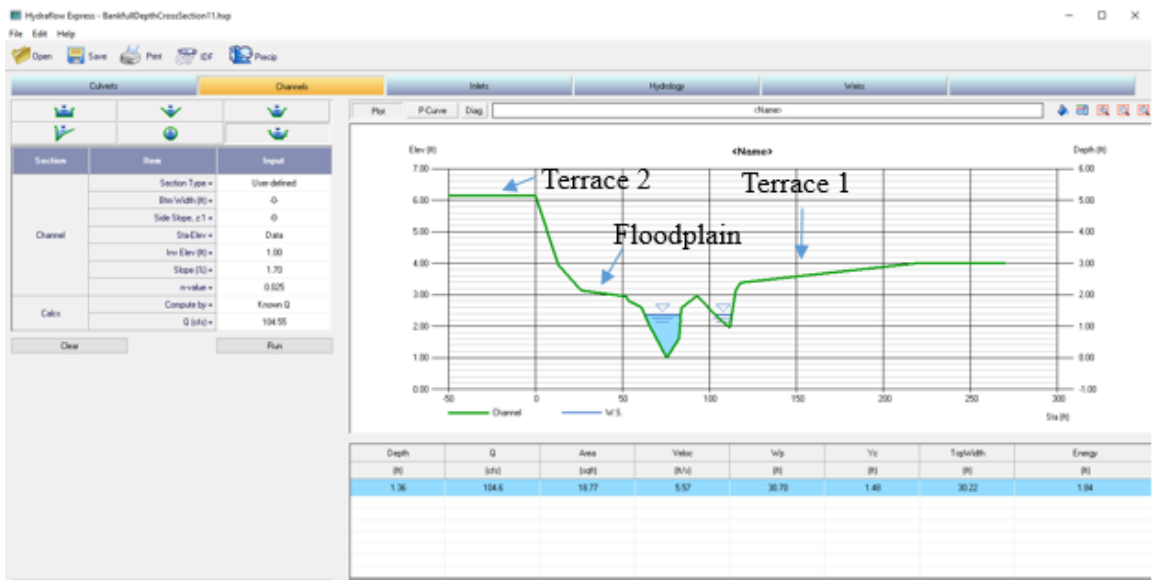 Hydraflow Express - BankfullDepthCrossSection11.hxp
File Edit Help
Open Save Print IDF Precip
Culverts Channels Inlets Hydrology Weirs
Plot P-Curve Diag <Name>
Section Item Input
Section Type = User-defined
Btm Width (ft) = -0-
Side Slope, z:1 = -0-
Channel Sta-Elev = Data
Inv Elev (ft) = 1.00
Slope (%) = 1.70
n-value = 0.025
Calcs Compute by = Known Q
Q (cfs) = 104.55
Clear Run
Elev (ft) <Name> Depth (ft)
7.00 6.00
Terrace 2 Terrace 1
6.00 5.00
Floodplain
5.00 4.00
4.00 3.00
3.00 2.00
2.00 1.00
1.00 0.00
0.00 -1.00
-50 0 50 100 150 200 250 300
Channel W.S. Sta (ft)
Depth Q Area Veloc Wp Yc TopWidth Energy
(ft) (cfs) (sqft) (ft/s) (ft) (ft) (ft) (ft)
1.36 104.6 18.77 5.57 30.70 1.48 30.22 1.84